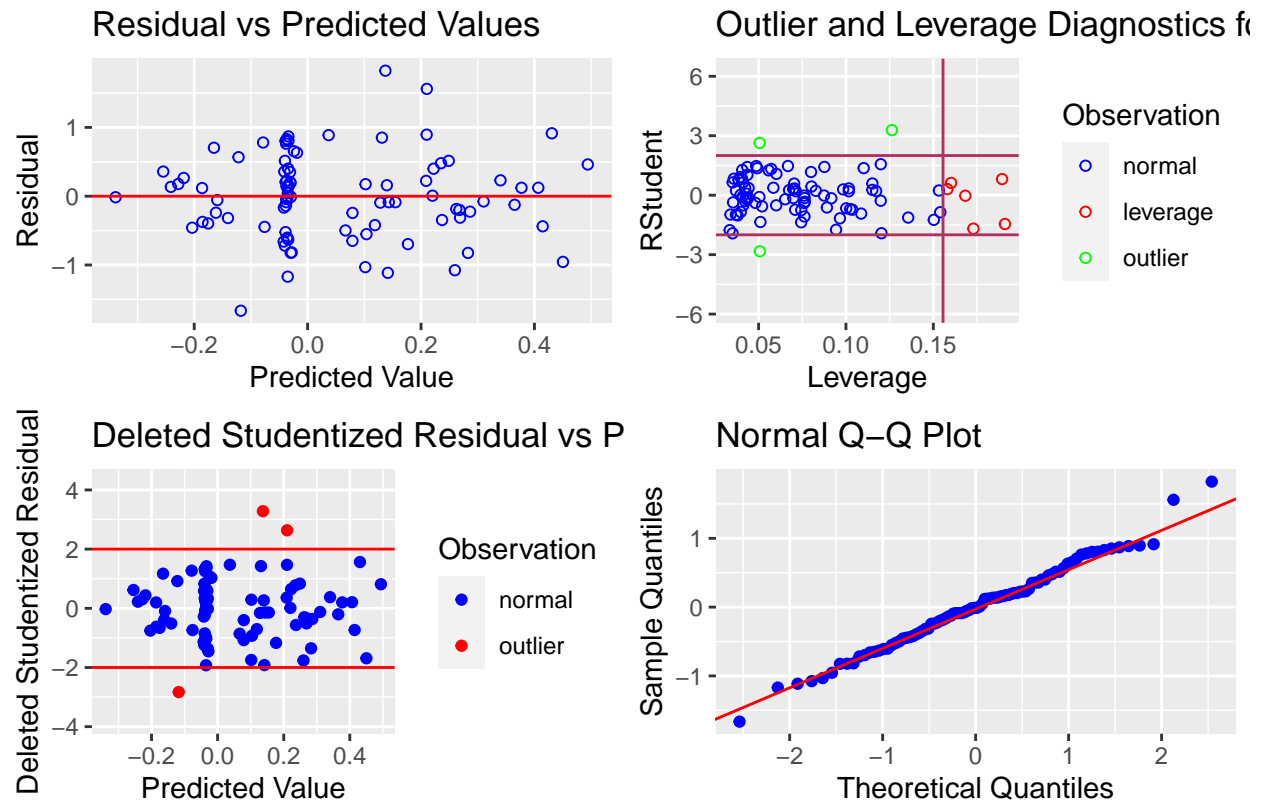 Residual vs Predicted Values
Residual
1
0
−1
−0.2
0.0
0.2
0.4
Predicted Value
Outlier and Leverage Diagnostics fo
RStudent
6
3
0
−3
−6
0.05
0.10
0.15
Leverage
Observation
normal
leverage
outlier
Deleted Studentized Residual vs P
Deleted Studentized Residual
4
2
0
−2
−4
−0.2
0.0
0.2
0.4
Predicted Value
Observation
normal
outlier
Normal Q−Q Plot
Sample Quantiles
1
0
−1
−2
−1
0
1
2
Theoretical Quantiles